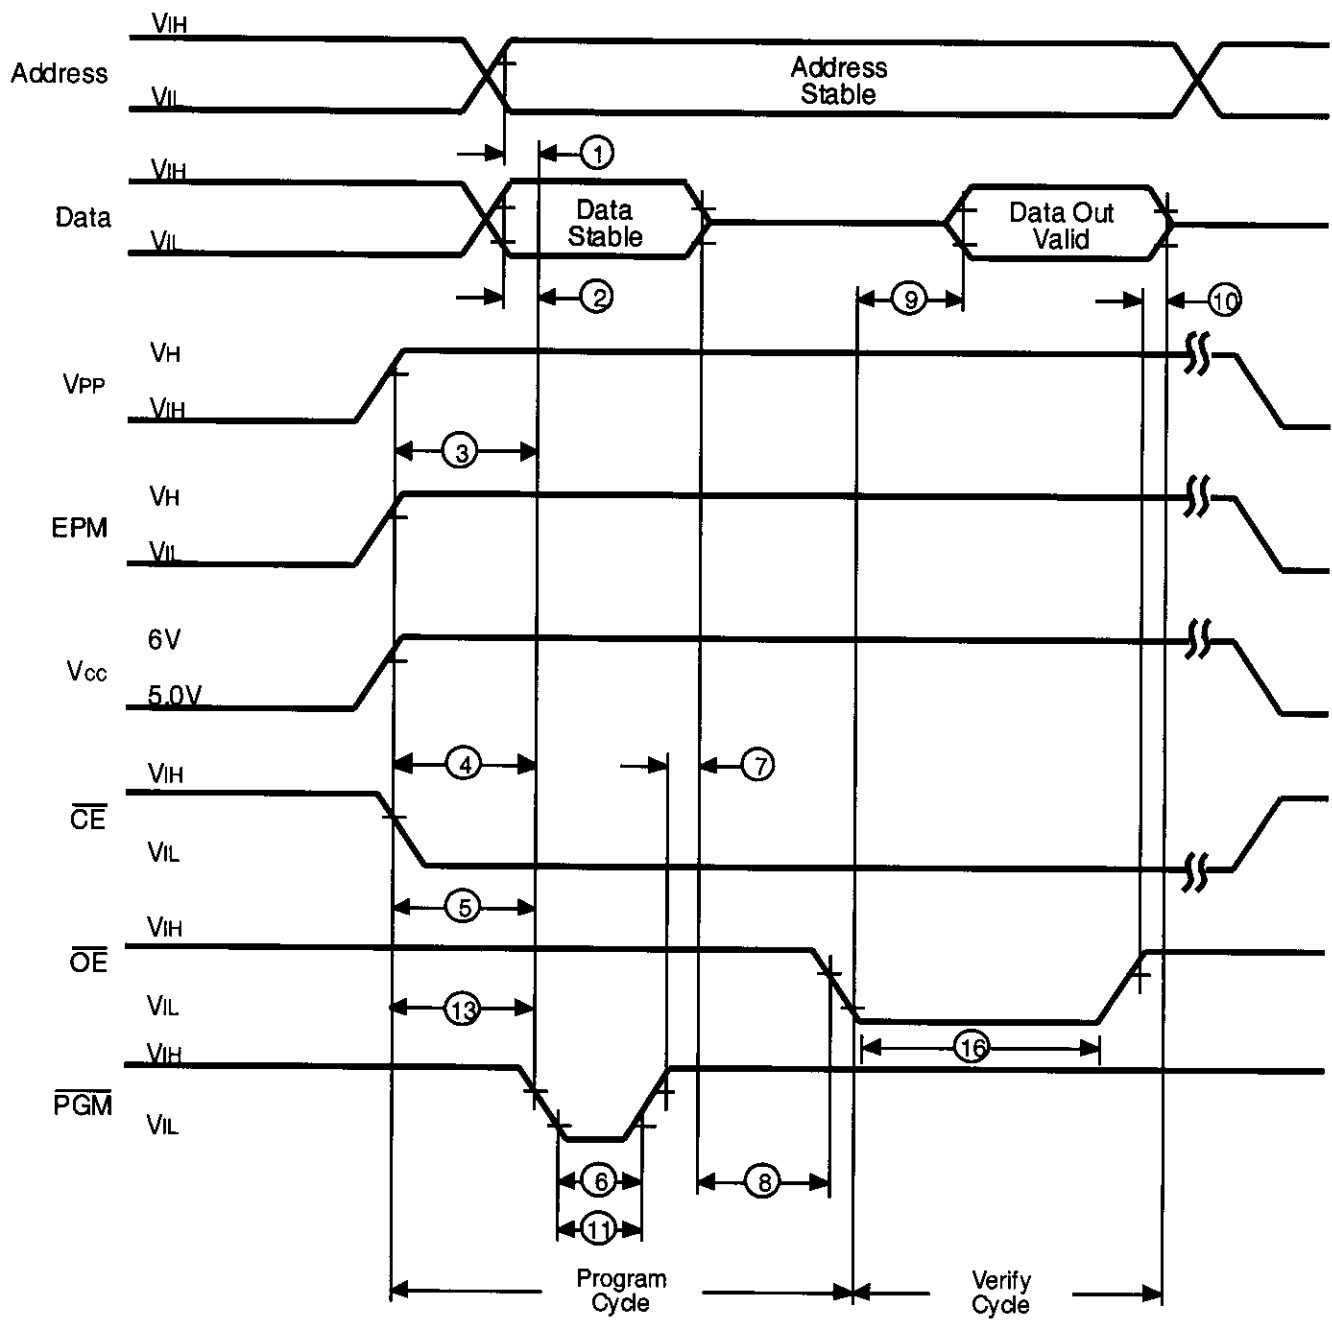 VIH
Address
VIL
Address
Stable
1
VIH
Data
VIL
Data
Stable
Data Out
Valid
2
9
10
VH
VPP
VIH
3
VH
EPM
VIL
6V
Vcc
5.0V
4
7
VIH
CE
VIL
5
VIH
OE
VIL
13
16
VIH
PGM
VIL
6
8
11
Program
Cycle
Verify
Cycle